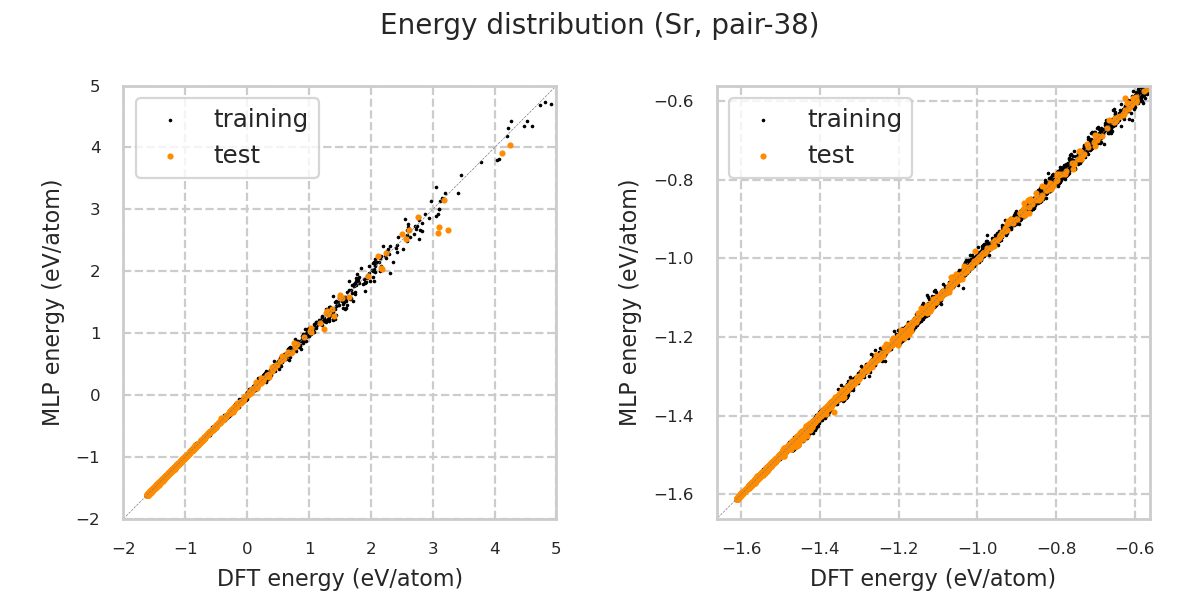 Energy distribution (Sr, pair-38)
5
4
3
2
1
0
−1
−2
MLP energy (eV/atom)
training
test
−2 −1 0 1 2 3 4 5
DFT energy (eV/atom)
−0.6
−0.8
−1.0
−1.2
−1.4
−1.6
MLP energy (eV/atom)
training
test
−1.6 −1.4 −1.2 −1.0 −0.8 −0.6
DFT energy (eV/atom)